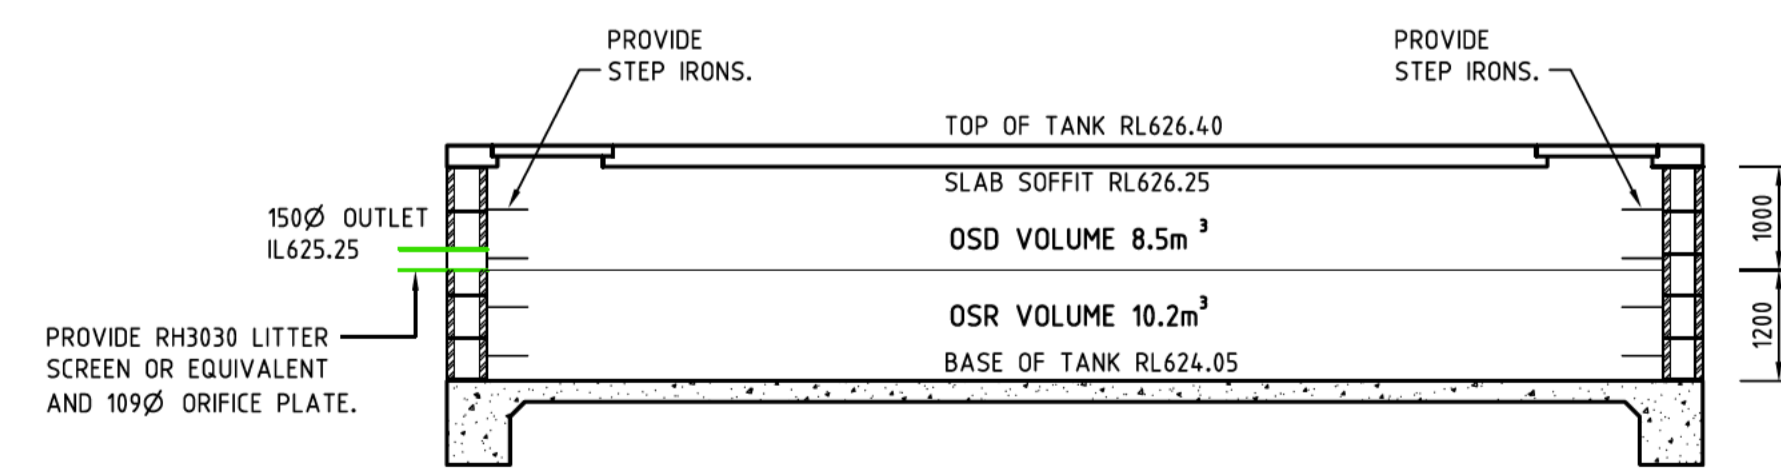 PROVIDE
STEP IRONS.
PROVIDE
STEP IRONS.
TOP OF TANK RL626.40
SLAB SOFFIT RL626.25
150Ø OUTLET
IL625.25
OSD VOLUME 8.5m³
1000
OSR VOLUME 10.2m³
1200
PROVIDE RH3030 LITTER
SCREEN OR EQUIVALENT
AND 109Ø ORIFICE PLATE.
BASE OF TANK RL624.05